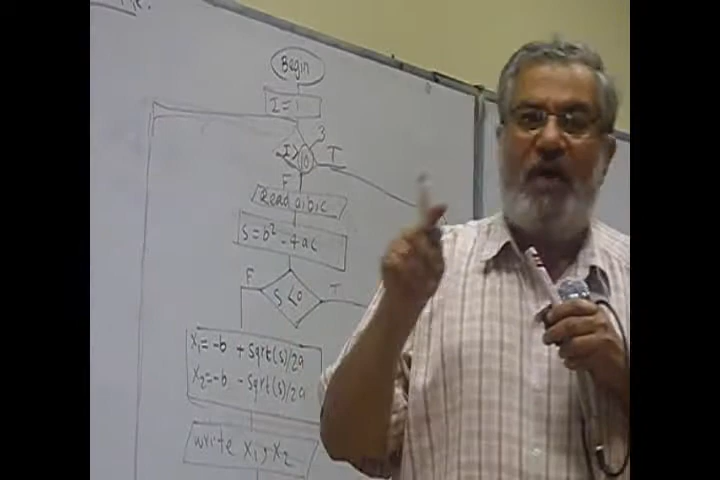 Begin
I = 1
3
I > 10
T
F
Read a,b,c
S = b² - 4ac
F
S < 0
T
x₁ = -b + sqrt(s)/2a
x₂ = -b - sqrt(s)/2a
write x₁, x₂